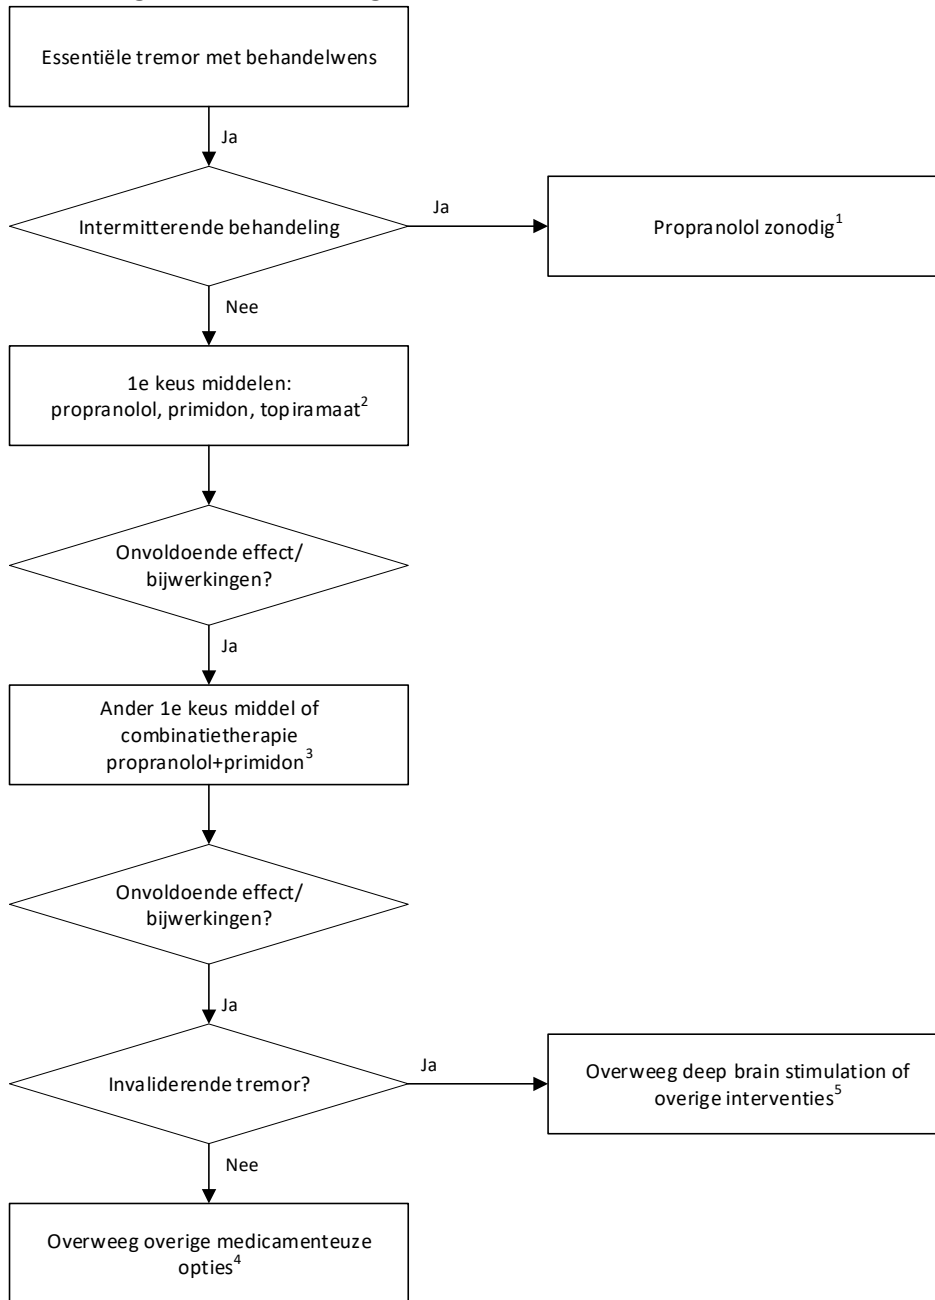 Essentiële tremor met behandelwens
Ja
Intermitterende behandeling
Ja
Propranolol zonodig¹
Nee
1e keus middelen:
propranolol, primidon, topiramaat²
Onvoldoende effect/
bijwerkingen?
Ja
Ander 1e keus middel of
combinatietherapie
propranolol+primidon³
Onvoldoende effect/
bijwerkingen?
Ja
Invaliderende tremor?
Ja
Overweeg deep brain stimulation of
overige interventies⁵
Nee
Overweeg overige medicamenteuze
opties⁴